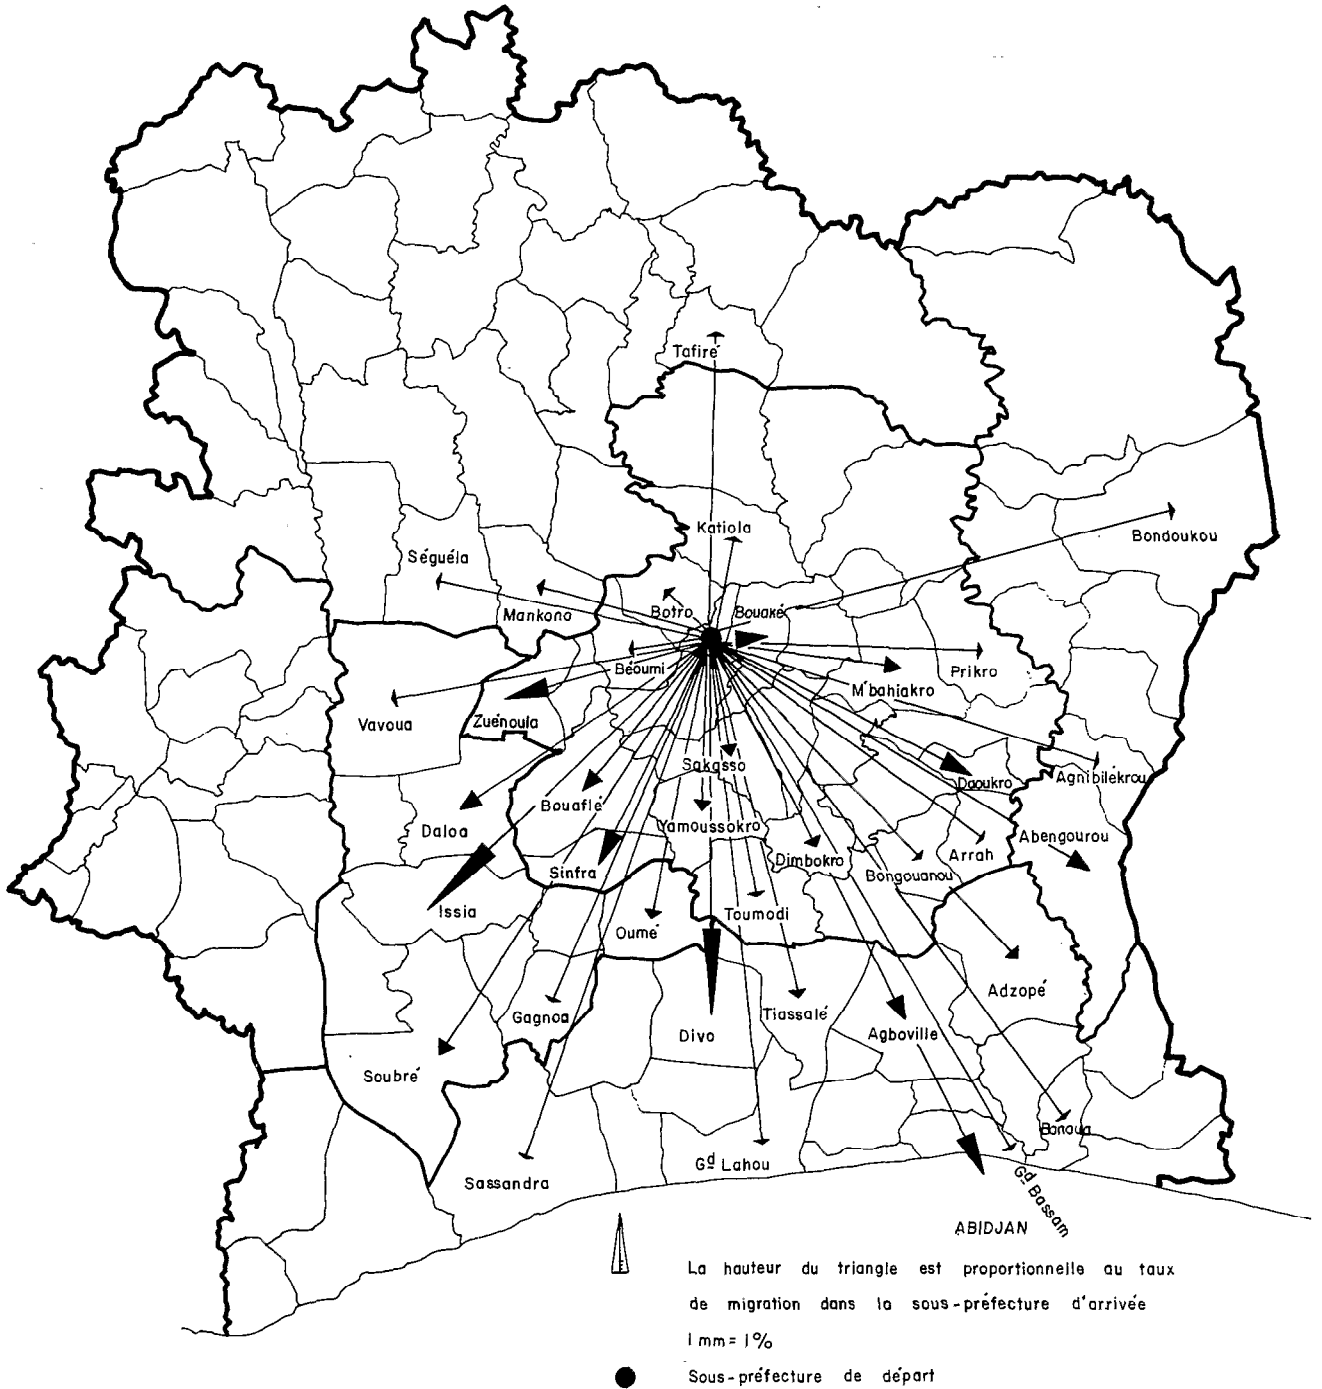 Tafiré
Katiola
Bondoukou
Séguéla
Mankono
Botro
Bouaké
Béoumi
Prikro
M'bahiakro
Vavoua
Zuénoula
Sakasso
Daoukro
Agnibilékrou
Bouaflé
Daloa
Yamoussokro
Abengourou
Dimbokro
Arrah
Bongouanou
Sinfra
Issia
Toumodi
Oumé
Adzopé
Gagnoa
Tiassalé
Divo
Agboville
Soubré
Bonoua
Gd Lahou
Sassandra
Gd Bassam
ABIDJAN
La hauteur du triangle est proportionnelle au taux
de migration dans la sous-préfecture d'arrivée
1 mm = 1%
Sous-préfecture de départ